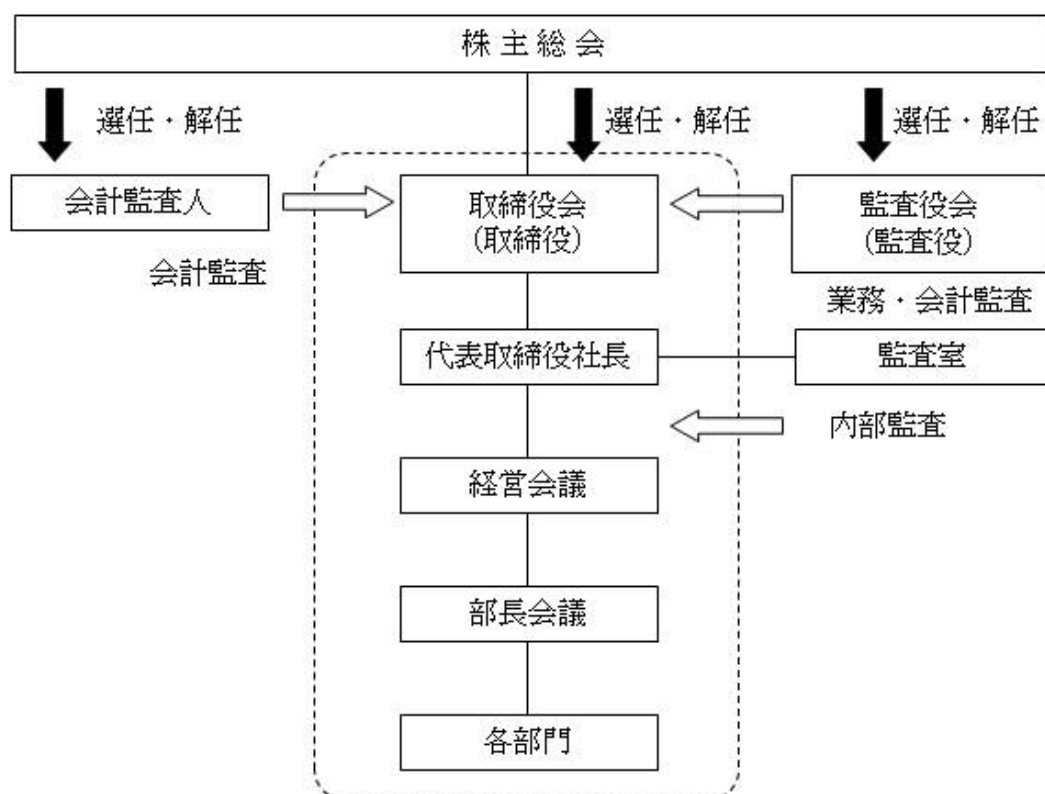 株主総会
選任・解任
選任・解任
選任・解任
会計監査人
取締役会
(取締役)
監査役会
(監査役)
会計監査
業務・会計監査
代表取締役社長
監査室
内部監査
経営会議
部長会議
各部門